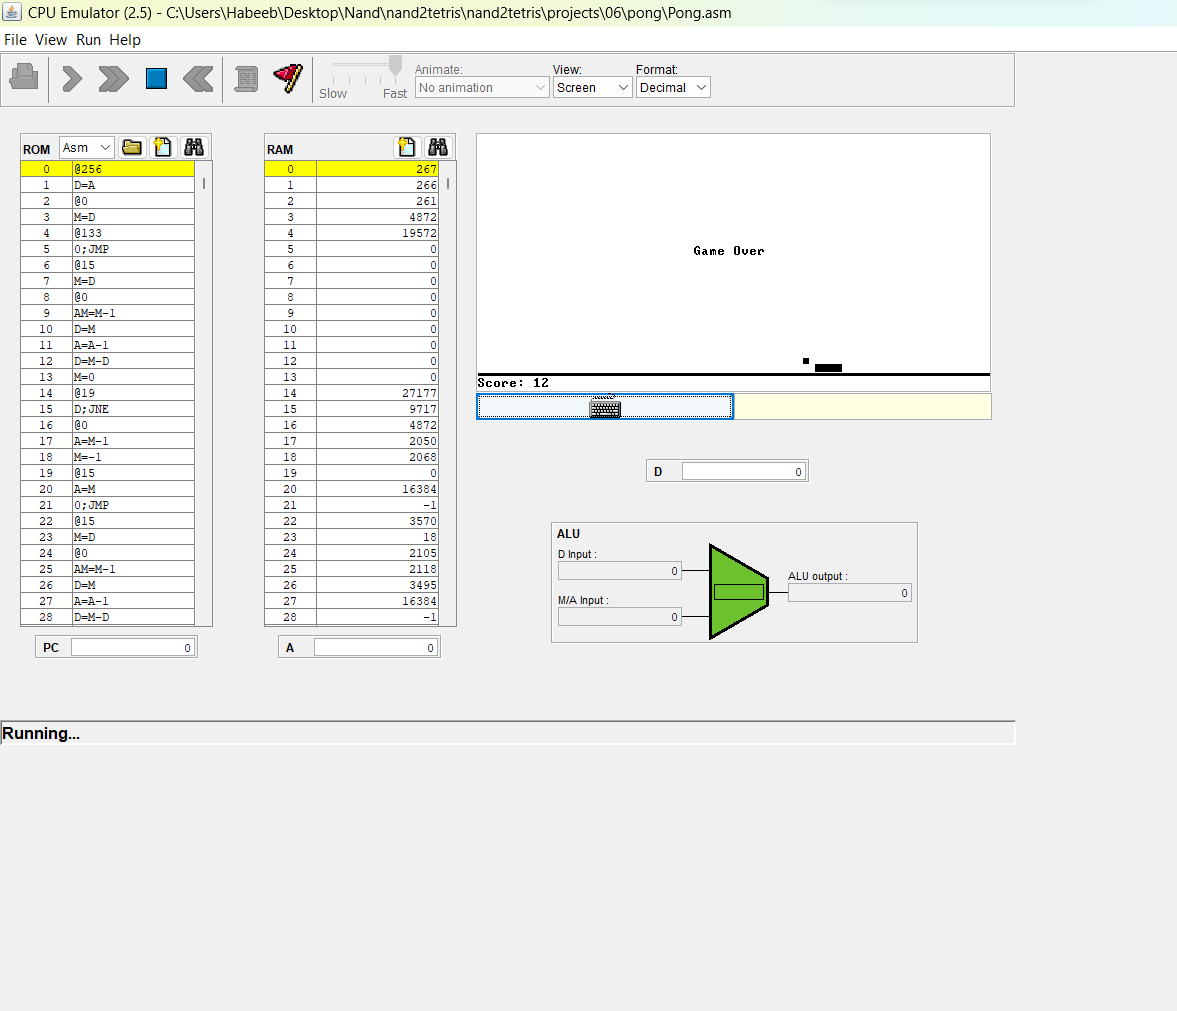 CPU Emulator (2.5) - C:\Users\Habeeb\Desktop\Nand\nand2tetris\nand2tetris\projects\06\pong\Pong.asm
File View Run Help
Animate:
View:
Format:
Slow
Fast
No animation
Screen
Decimal
ROM Asm
0 @256
1 D=A
2 @0
3 M=D
4 @133
5 0;JMP
6 @15
7 M=D
8 @0
9 AM=M-1
10 D=M
11 A=A-1
12 D=M-D
13 M=0
14 @19
15 D;JNE
16 @0
17 A=M-1
18 M=-1
19 @15
20 A=M
21 0;JMP
22 @15
23 M=D
24 @0
25 AM=M-1
26 D=M
27 A=A-1
28 D=M-D
PC 0
RAM
0 267
1 266
2 261
3 4872
4 19572
5 0
6 0
7 0
8 0
9 0
10 0
11 0
12 0
13 0
14 27177
15 9717
16 4872
17 2050
18 2068
19 0
20 16384
21 -1
22 3570
23 18
24 2105
25 2118
26 3495
27 16384
28 -1
A 0
Game Over
Score: 12
D 0
ALU
D Input :
0
M/A Input :
0
ALU output :
0
Running...